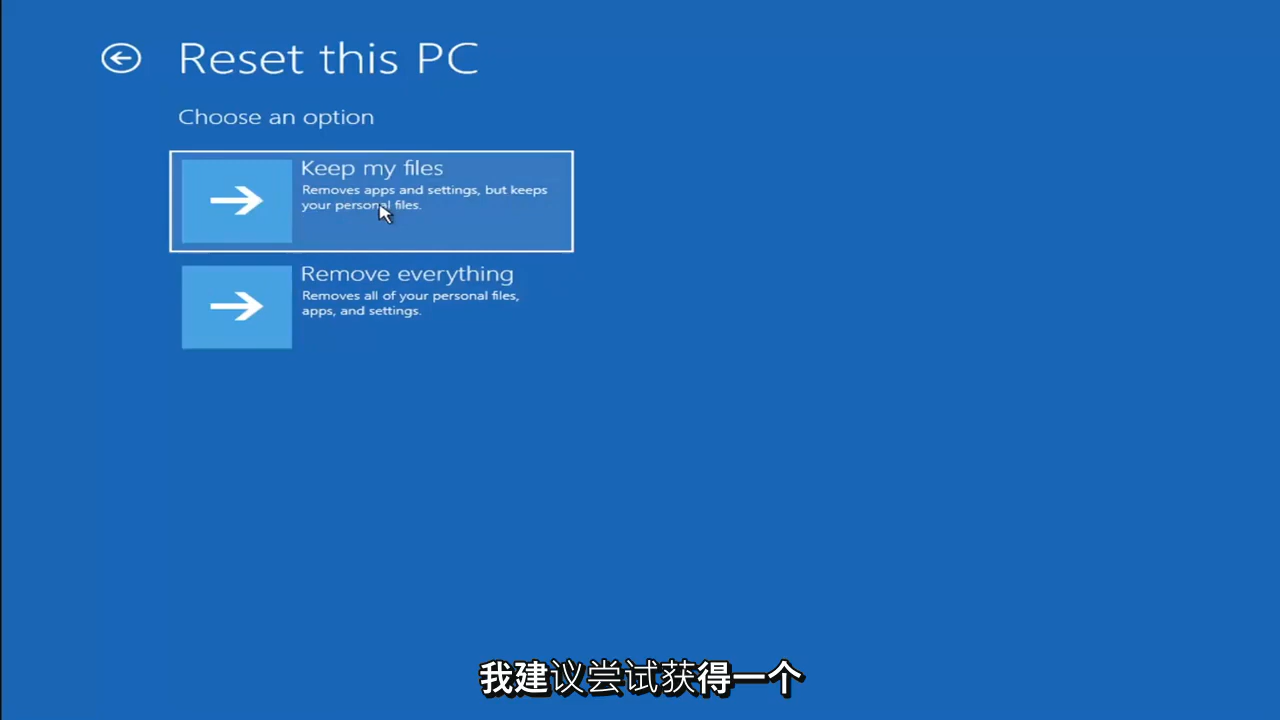 Reset this PC
Choose an option
Keep my files
Removes apps and settings, but keeps
your personal files.
Remove everything
Removes all of your personal files,
apps, and settings.
我建议尝试获得一个